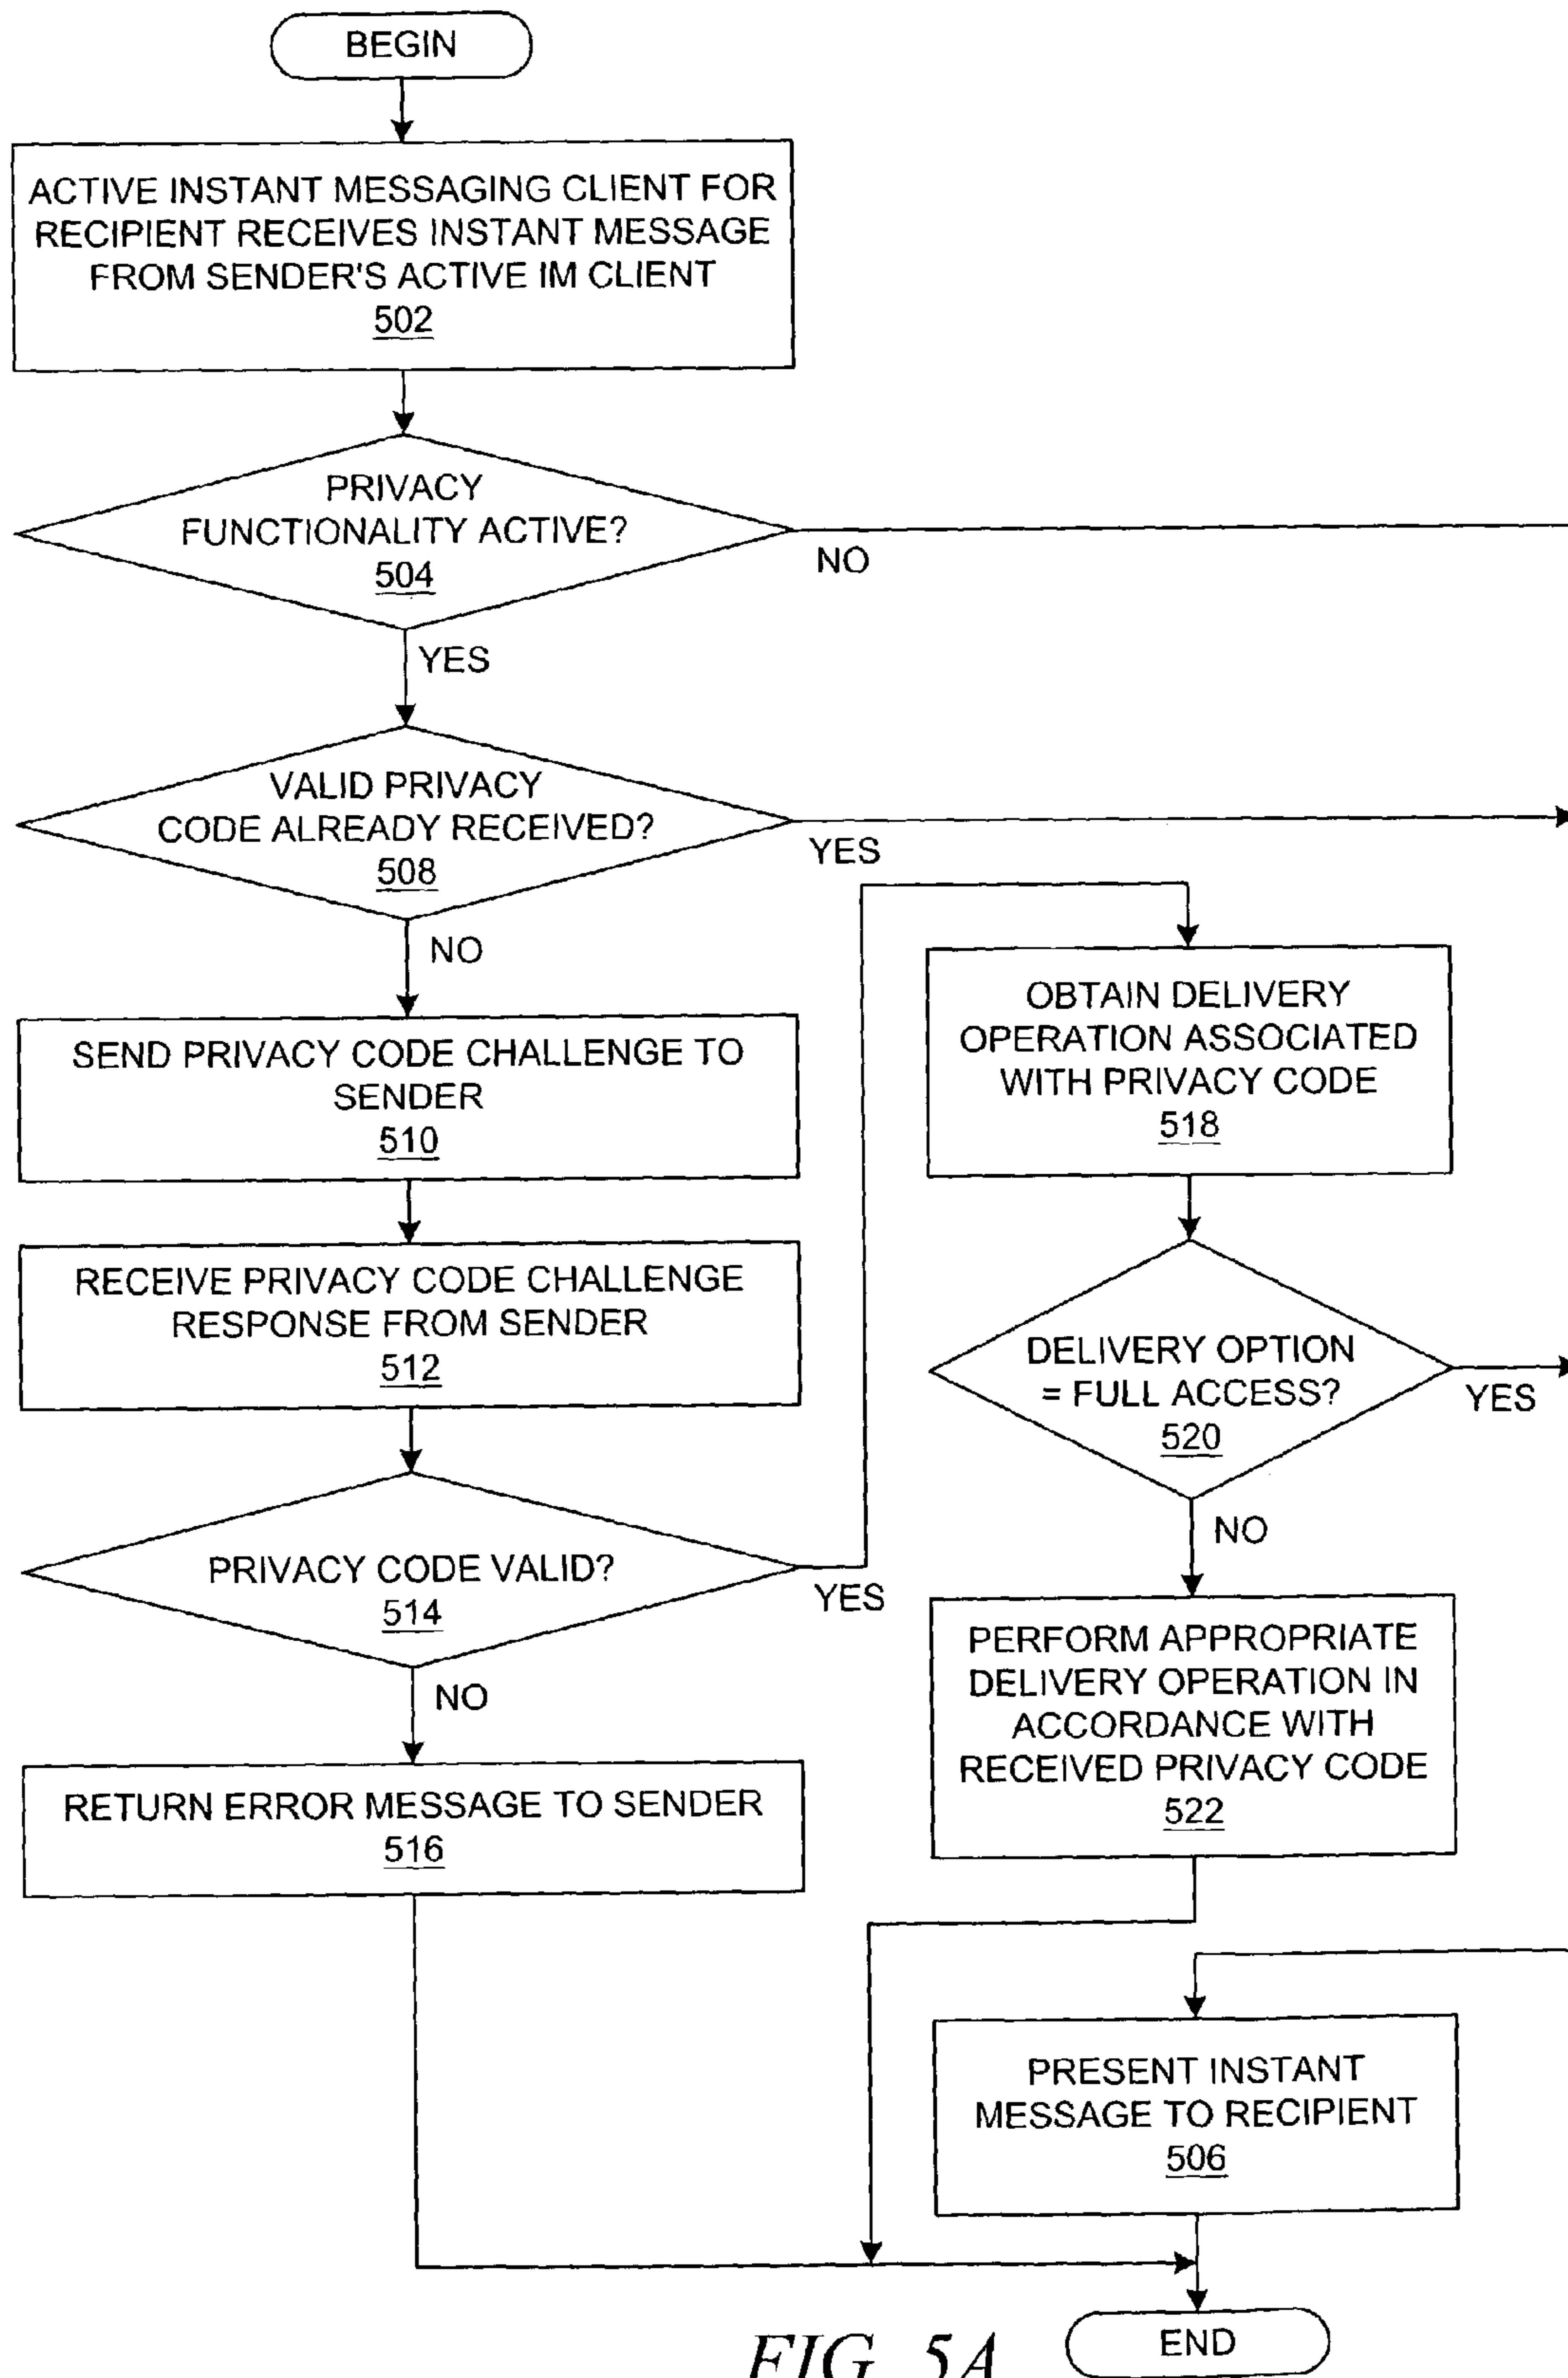 BEGIN
ACTIVE INSTANT MESSAGING CLIENT FOR
RECIPIENT RECEIVES INSTANT MESSAGE
FROM SENDER'S ACTIVE IM CLIENT
502
PRIVACY
FUNCTIONALITY ACTIVE?
504
NO
YES
VALID PRIVACY
CODE ALREADY RECEIVED?
508
YES
NO
SEND PRIVACY CODE CHALLENGE TO
SENDER
510
RECEIVE PRIVACY CODE CHALLENGE
RESPONSE FROM SENDER
512
PRIVACY CODE VALID?
514
YES
NO
RETURN ERROR MESSAGE TO SENDER
516
OBTAIN DELIVERY
OPERATION ASSOCIATED
WITH PRIVACY CODE
518
DELIVERY OPTION
= FULL ACCESS?
520
YES
NO
PERFORM APPROPRIATE
DELIVERY OPERATION IN
ACCORDANCE WITH
RECEIVED PRIVACY CODE
522
PRESENT INSTANT
MESSAGE TO RECIPIENT
506
END
FIG. 5A